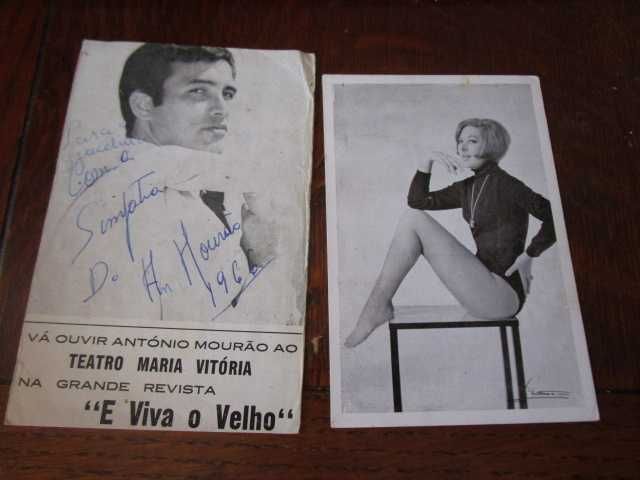 Para
com a
Simpatia
Do An Mourão
196
VÁ OUVIR ANTÓNIO MOURÃO AO
TEATRO MARIA VITÓRIA
NA GRANDE REVISTA
"E Viva o Velho"